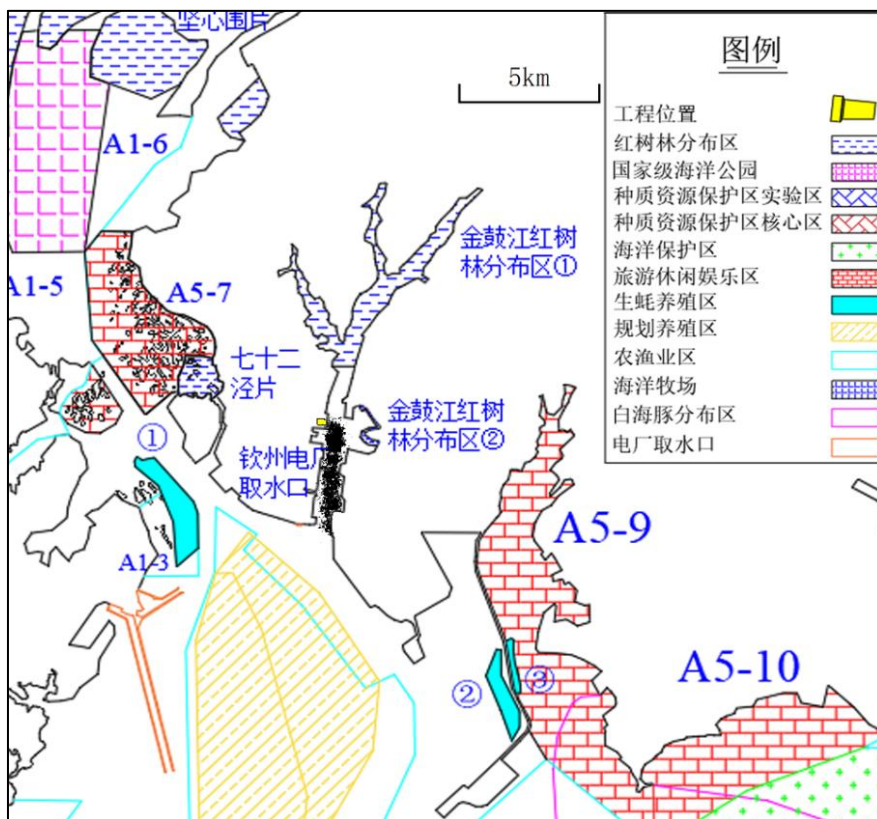 坚心围片
5km
A1-6
金鼓江红树
林分布区①
A1-5
A5-7
七十二
泾片
金鼓江红树
林分布区②
①
钦州电厂
取水口
A1-3
A5-9
②
③
A5-10
图例
工程位置
红树林分布区
国家级海洋公园
种质资源保护区实验区
种质资源保护区核心区
海洋保护区
旅游休闲娱乐区
生蚝养殖区
规划养殖区
农渔业区
海洋牧场
白海豚分布区
电厂取水口